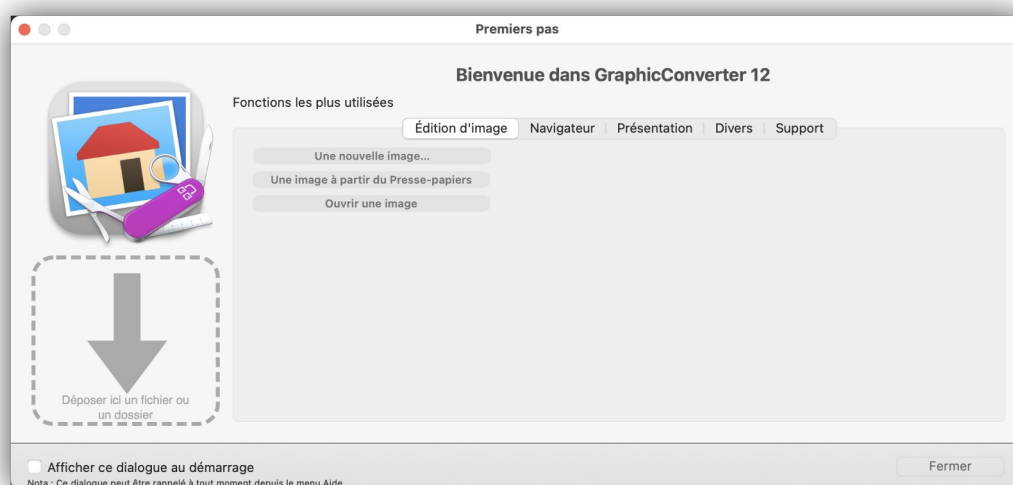 Premiers pas
Bienvenue dans GraphicConverter 12
Fonctions les plus utilisées
Édition d'image Navigateur Présentation Divers Support
Une nouvelle image...
Une image à partir du Presse-papiers
Ouvrir une image
Déposer ici un fichier ou
un dossier
Afficher ce dialogue au démarrage
Fermer
Nota : Ce dialogue peut être rappelé à tout moment depuis le menu Aide